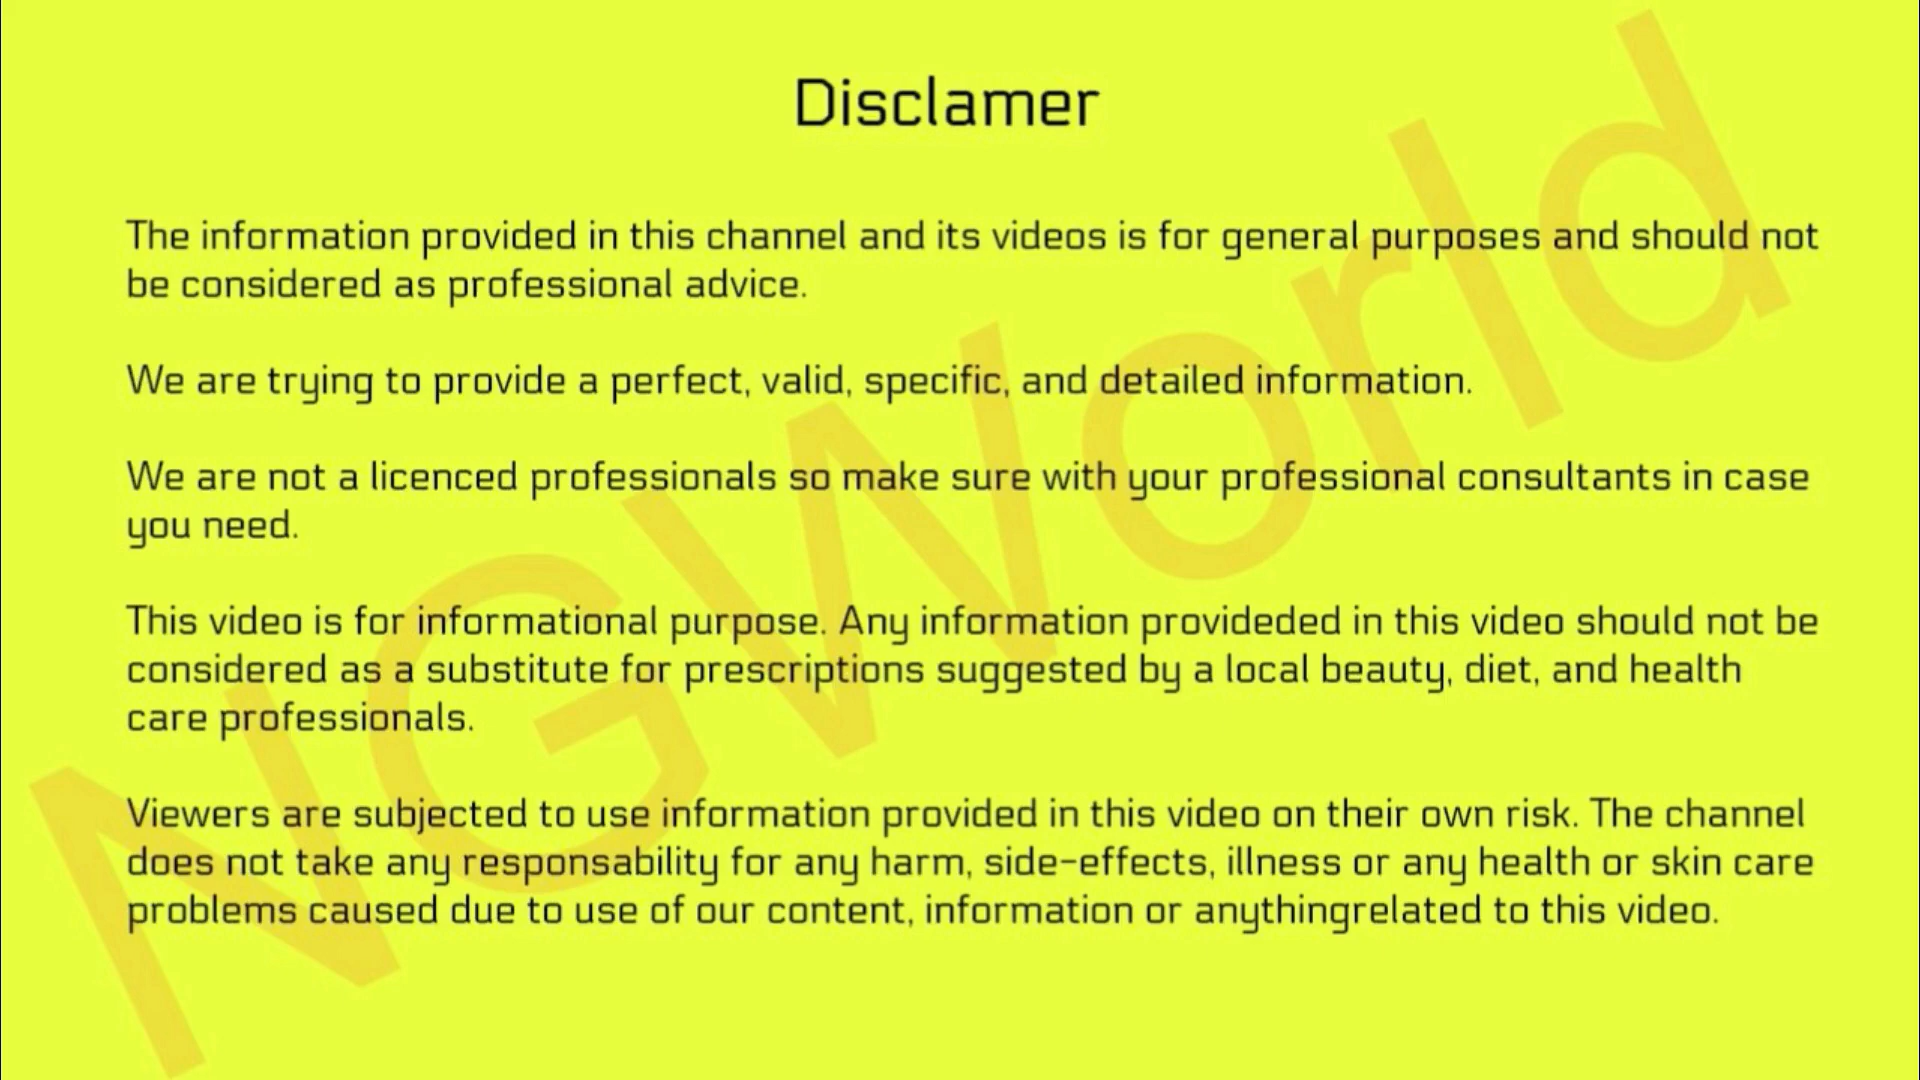 Disclamer
The information provided in this channel and its videos is for general purposes and should not
be considered as professional advice.
We are trying to provide a perfect, valid, specific, and detailed information.
We are not a licenced professionals so make sure with your professional consultants in case
you need.
This video is for informational purpose. Any information provideded in this video should not be
considered as a substitute for prescriptions suggested by a local beauty, diet, and health
care professionals.
Viewers are subjected to use information provided in this video on their own risk. The channel
does not take any responsability for any harm, side-effects, illness or any health or skin care
problems caused due to use of our content, information or anythingrelated to this video.
NGWorld